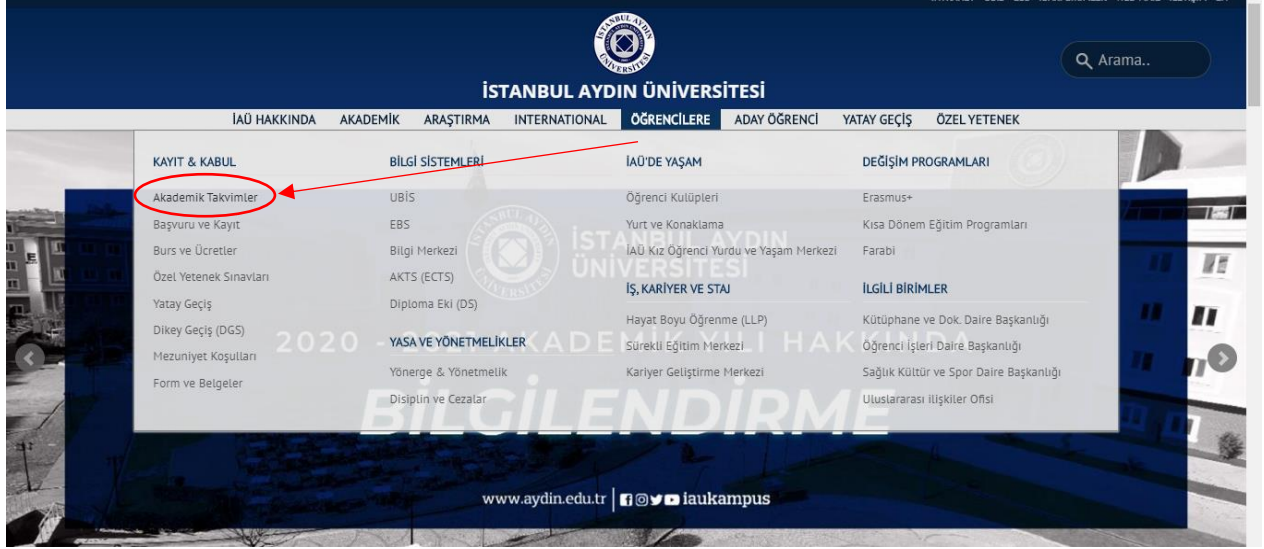 İSTANBUL AYDIN ÜNİVERSİTESİ
Arama..
İAÜ HAKKINDA AKADEMİK ARAŞTIRMA INTERNATIONAL ÖĞRENCİLERE ADAY ÖĞRENCİ YATAY GEÇİŞ ÖZEL YETENEK
KAYIT & KABUL
Akademik Takvimler
Başvuru ve Kayıt
Burs ve Ücretler
Özel Yetenek Sınavları
Yatay Geçiş
Dikey Geçiş (DGS)
Mezuniyet Koşulları
Form ve Belgeler
BİLGİ SİSTEMLERİ
UBİS
EBS
Bilgi Merkezi
AKTS (ECTS)
Diploma Eki (DS)
YASA VE YÖNETMELİKLER
Yönerge & Yönetmelik
Disiplin ve Cezalar
İAÜ'DE YAŞAM
Öğrenci Kulüpleri
Yurt ve Konaklama
İAÜ Kız Öğrenci Yurdu ve Yaşam Merkezi
İŞ, KARİYER VE STAJ
Hayat Boyu Öğrenme (LLP)
Sürekli Eğitim Merkezi
Kariyer Geliştirme Merkezi
DEĞİŞİM PROGRAMLARI
Erasmus+
Kısa Dönem Eğitim Programları
Farabi
İLGİLİ BİRİMLER
Kütüphane ve Dok. Daire Başkanlığı
Öğrenci İşleri Daire Başkanlığı
Sağlık Kültür ve Spor Daire Başkanlığı
Uluslararası ilişkiler Ofisi
İSTANBUL AYDIN
ÜNİVERSİTESİ
2020 - 2021 AKADEMİK YILI HAKKINDA
BİLGİLENDİRME
www.aydin.edu.tr iaukampus